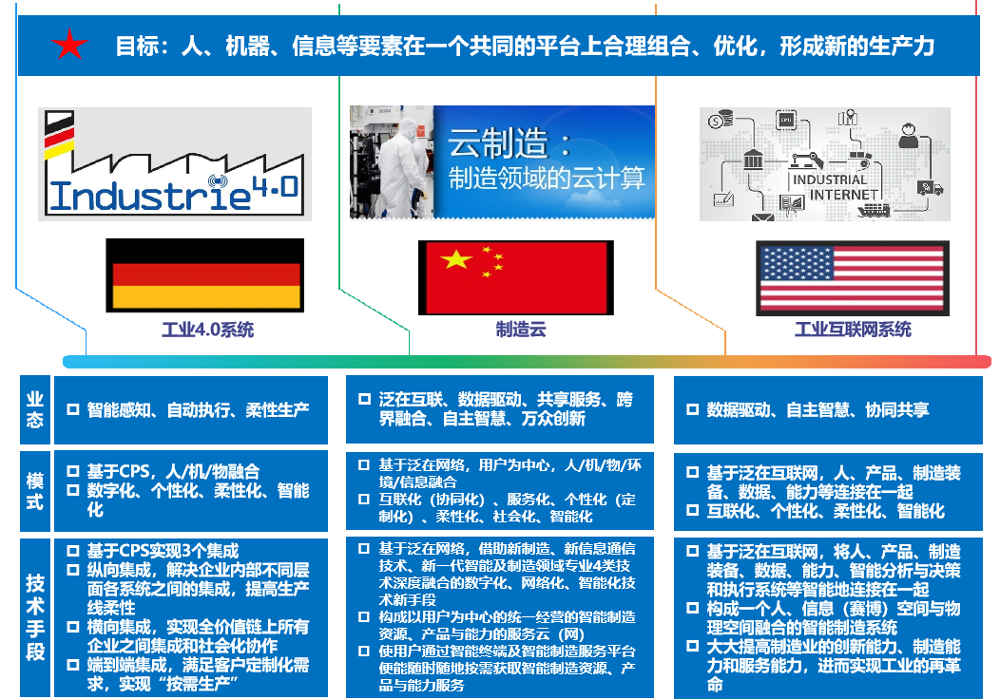 目标：人、机器、信息等要素在一个共同的平台上合理组合、优化，形成新的生产力
Industrie4.0
云制造：
制造领域的云计算
CPU
INDUSTRIAL
INTERNET
工业4.0系统
制造云
工业互联网系统
业态
智能感知、自动执行、柔性生产
泛在互联、数据驱动、共享服务、跨
界融合、自主智慧、万众创新
数据驱动、自主智慧、协同共享
模式
基于CPS，人/机/物融合
数字化、个性化、柔性化、智能
化
基于泛在网络，用户为中心，人/机/物/环
境/信息融合
互联化（协同化）、服务化、个性化（定
制化）、柔性化、社会化、智能化
基于泛在互联网，人、产品、制造装
备、数据、能力等连接在一起
互联化、个性化、柔性化、智能化
技术手段
基于CPS实现3个集成
纵向集成，解决企业内部不同层
面各系统之间的集成，提高生产
线柔性
横向集成，实现全价值链上所有
企业之间集成和社会化协作
端到端集成，满足客户定制化需
求，实现“按需生产”
基于泛在网络，借助新制造、新信息通信
技术、新一代智能及制造领域专业4类技
术深度融合的数字化、网络化、智能化技
术新手段
构成以用户为中心的统一经营的智能制造
资源、产品与能力的服务云（网）
使用户通过智能终端及智能制造服务平台
便能随时随地按需获取智能制造资源、产
品与能力服务
基于泛在互联网，将人、产品、制造
装备、数据、能力、智能分析与决策
和执行系统等智能地连接在一起
构成一个人、信息（赛博）空间与物
理空间融合的智能制造系统
大大提高制造业的创新能力、制造能
力和服务能力，进而实现工业的再革
命